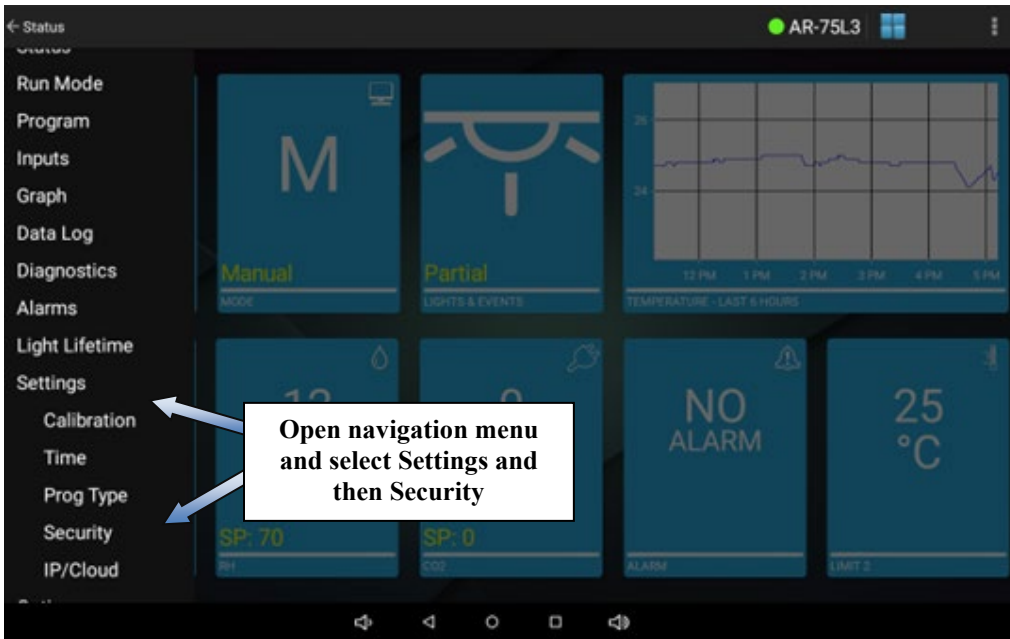 ← Status
AR-75L3
Status
Run Mode
Program
Inputs
Graph
Data Log
Diagnostics
Alarms
Light Lifetime
Settings
Calibration
Time
Prog Type
Security
IP/Cloud
M
Manual
MODE
Partial
LIGHTS & EVENTS
26
24
12 PM 1 PM 2 PM 3 PM 4 PM 5 PM
TEMPERATURE - LAST 6 HOURS
Open navigation menu
and select Settings and
then Security
SP: 70
RH
SP: 0
CO2
NO
ALARM
ALARM
25
°C
LIMIT 2